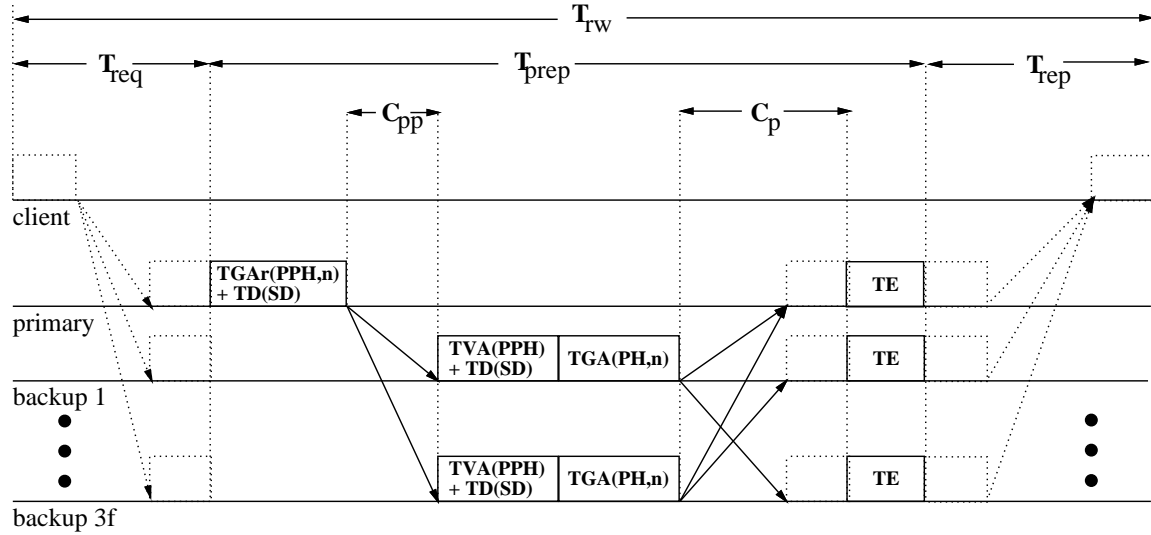 T_rw
T_req T_prep T_rep
C_pp C_p
client
TGAr(PPH,n)
+ TD(SD)
TE
primary
TVA(PPH)
+ TD(SD)
TGA(PH,n)
TE
backup 1
TVA(PPH)
+ TD(SD)
TGA(PH,n)
TE
backup 3f